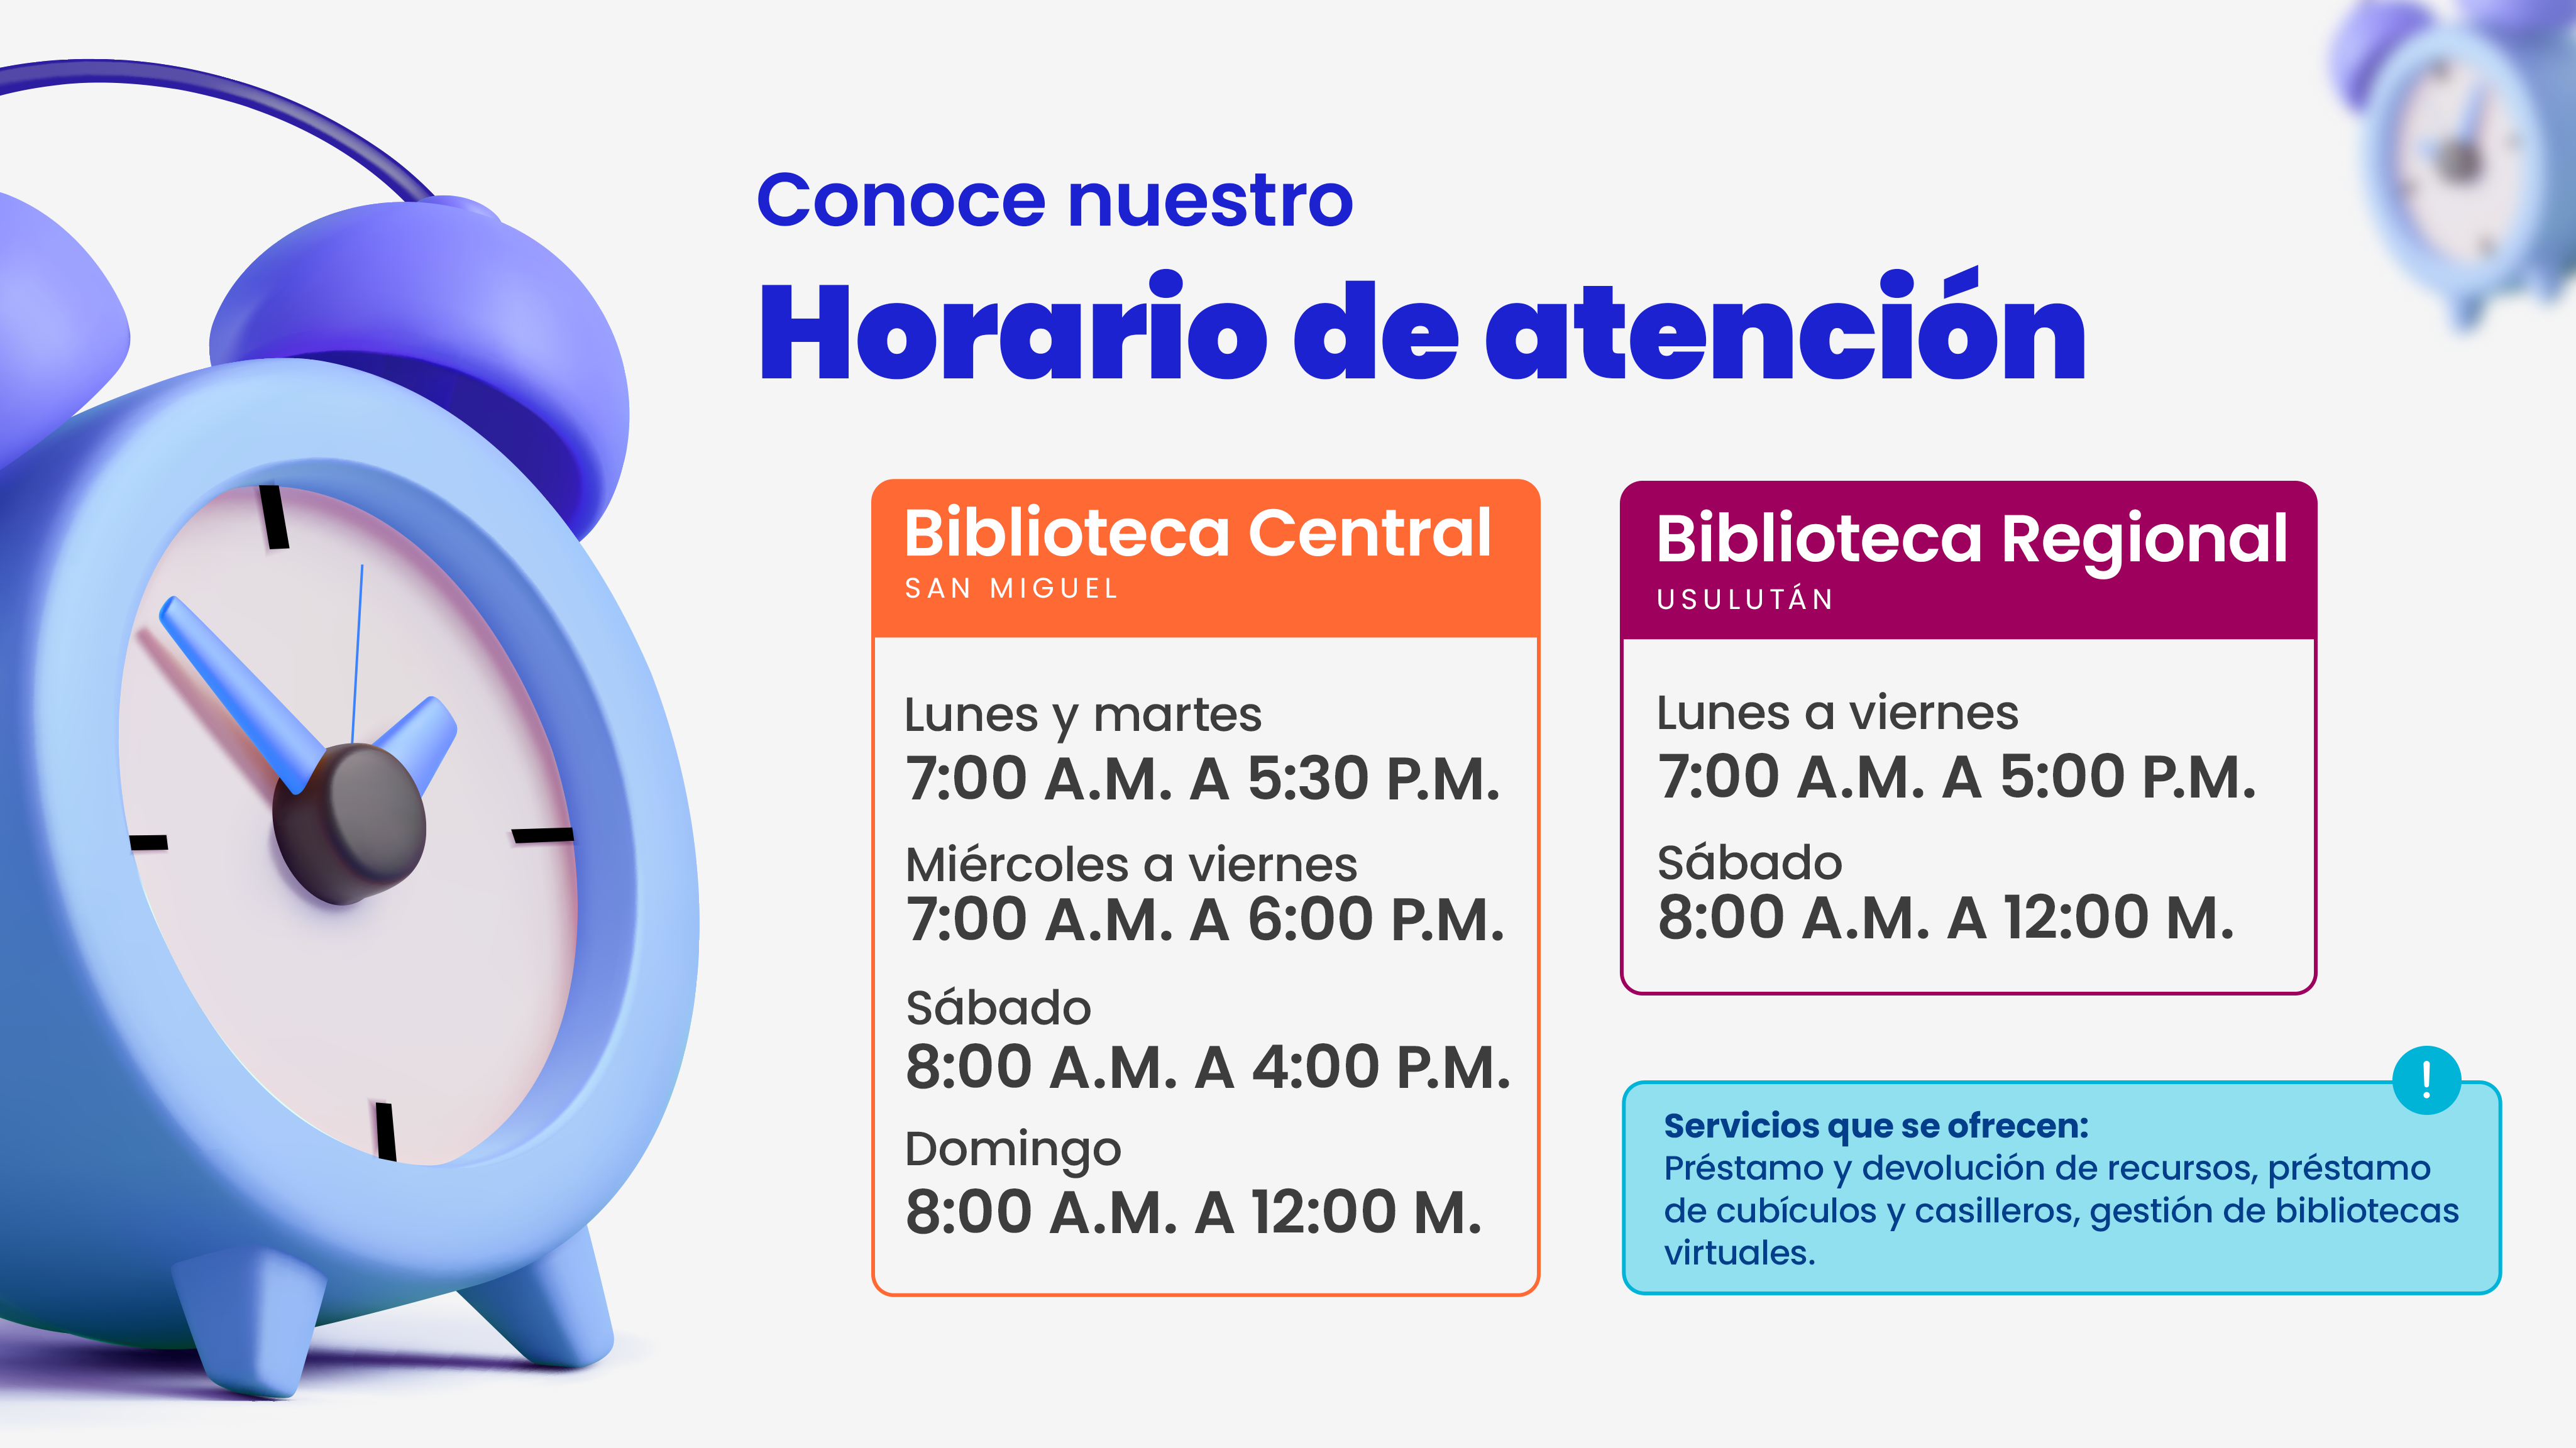 Conoce nuestro
Horario de atención
Biblioteca Central
SAN MIGUEL
Lunes y martes
7:00 A.M. A 5:30 P.M.
Miércoles a viernes
7:00 A.M. A 6:00 P.M.
Sábado
8:00 A.M. A 4:00 P.M.
Domingo
8:00 A.M. A 12:00 M.
Biblioteca Regional
USULUTÁN
Lunes a viernes
7:00 A.M. A 5:00 P.M.
Sábado
8:00 A.M. A 12:00 M.
!
Servicios que se ofrecen:
Préstamo y devolución de recursos, préstamo
de cubículos y casilleros, gestión de bibliotecas
virtuales.